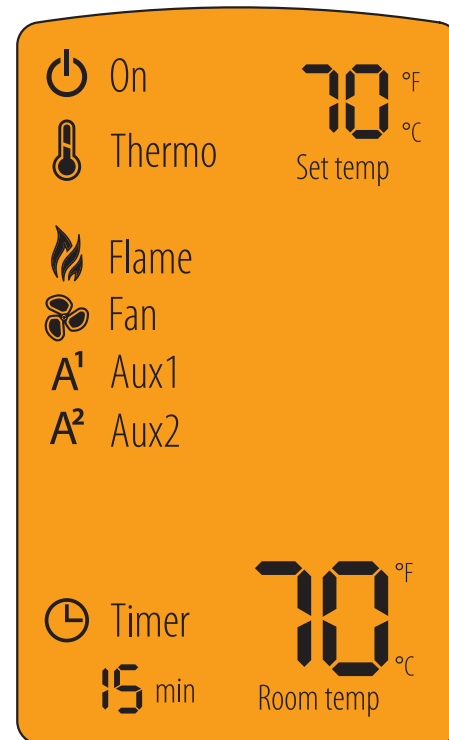 On
70 °F
°C
Thermo
Set temp
Flame
Fan
A¹ Aux1
A² Aux2
70 °F
Timer
°C
15 min
Room temp